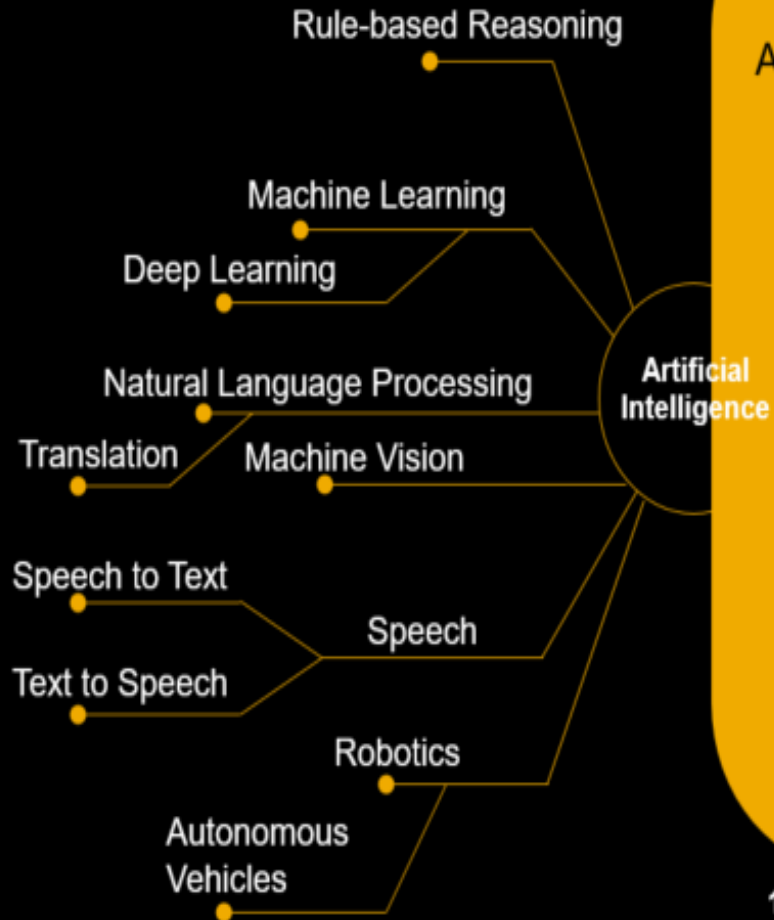 Rule-based Reasoning
A
Machine Learning
Deep Learning
Natural Language Processing
Artificial
Intelligence
Translation
Machine Vision
Speech to Text
Speech
Text to Speech
Robotics
Autonomous
Vehicles